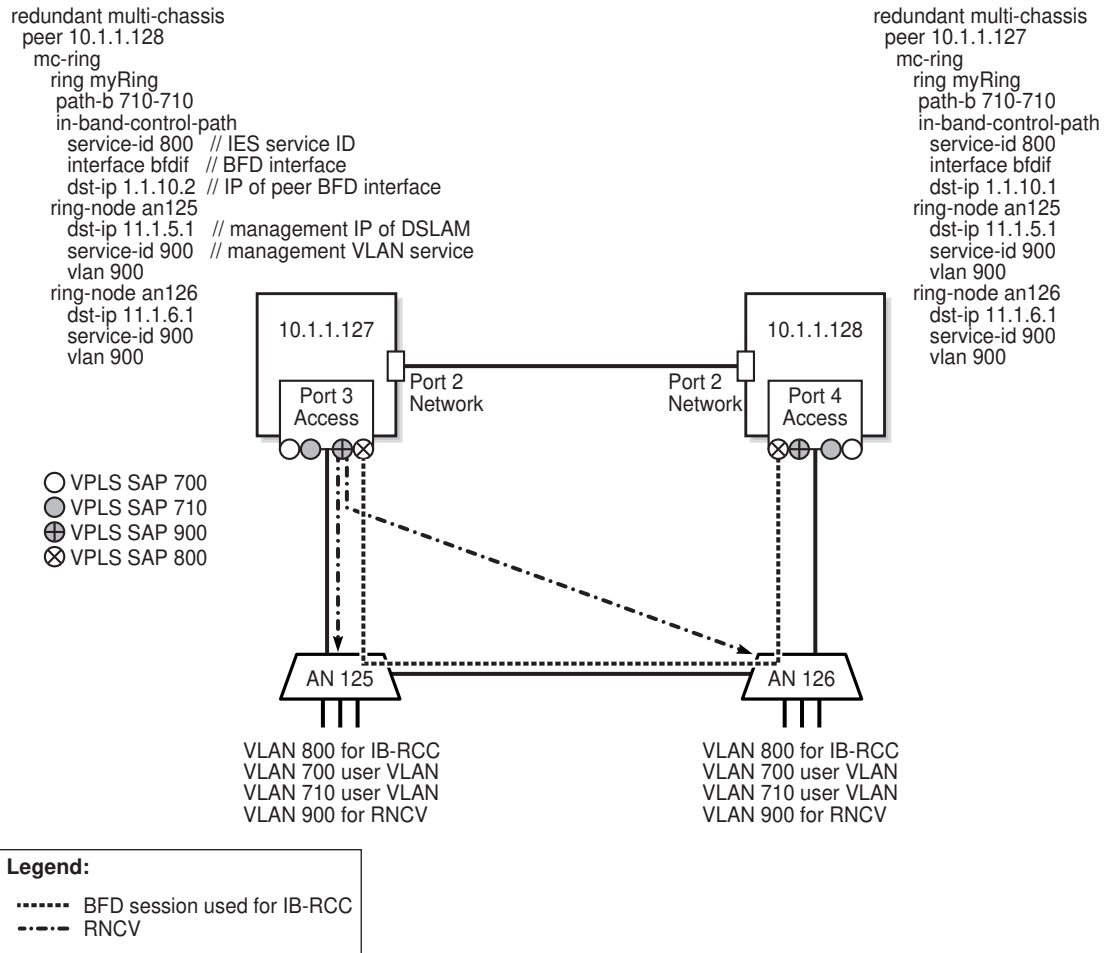 redundant multi-chassis
peer 10.1.1.128
mc-ring
ring myRing
path-b 710-710
in-band-control-path
service-id 800 // IES service ID
interface bfdif // BFD interface
dst-ip 1.1.10.2 // IP of peer BFD interface
ring-node an125
dst-ip 11.1.5.1 // management IP of DSLAM
service-id 900 // management VLAN service
vlan 900
ring-node an126
dst-ip 11.1.6.1
service-id 900
vlan 900
redundant multi-chassis
peer 10.1.1.127
mc-ring
ring myRing
path-b 710-710
in-band-control-path
service-id 800
interface bfdif
dst-ip 1.1.10.1
ring-node an125
dst-ip 11.1.5.1
service-id 900
vlan 900
ring-node an126
dst-ip 11.1.6.1
service-id 900
vlan 900
10.1.1.127
Port 3
Access
Port 2
Network
Port 2
Network
10.1.1.128
Port 4
Access
VPLS SAP 700
VPLS SAP 710
VPLS SAP 900
VPLS SAP 800
AN 125
AN 126
VLAN 800 for IB-RCC
VLAN 700 user VLAN
VLAN 710 user VLAN
VLAN 900 for RNCV
VLAN 800 for IB-RCC
VLAN 700 user VLAN
VLAN 710 user VLAN
VLAN 900 for RNCV
Legend:
BFD session used for IB-RCC
RNCV